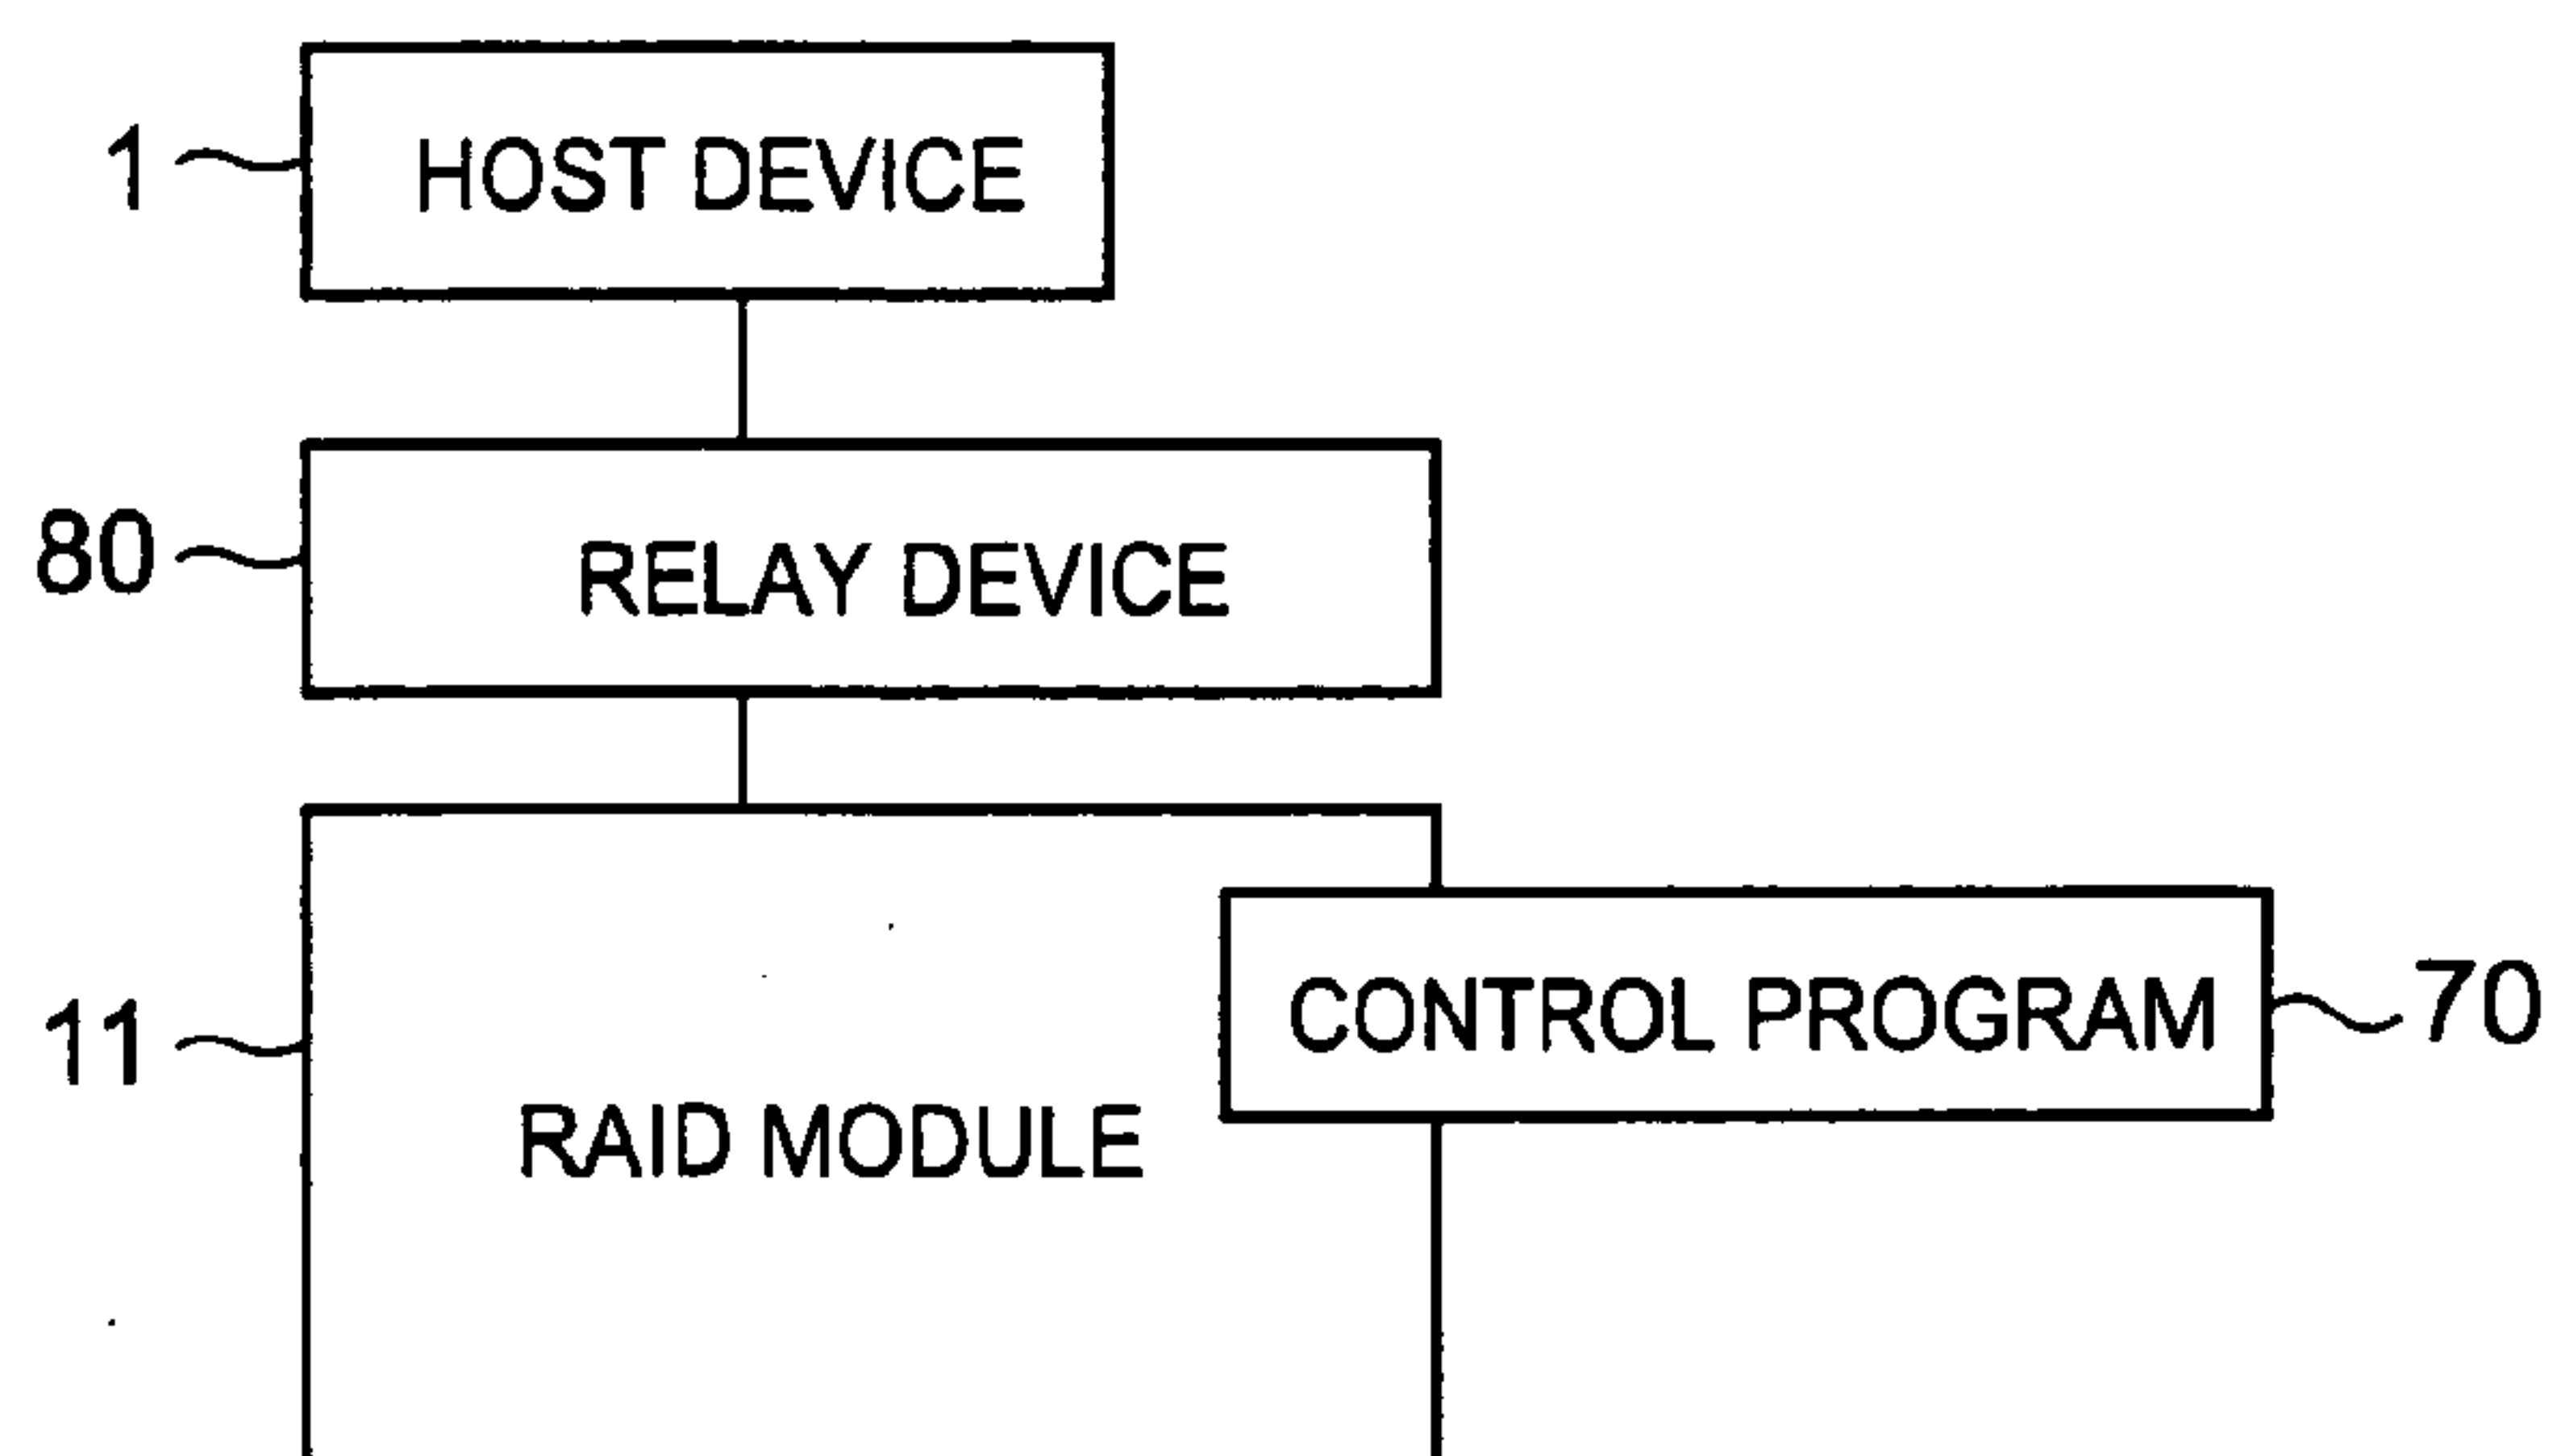 1
HOST DEVICE
80
RELAY DEVICE
CONTROL PROGRAM
70
11
RAID MODULE